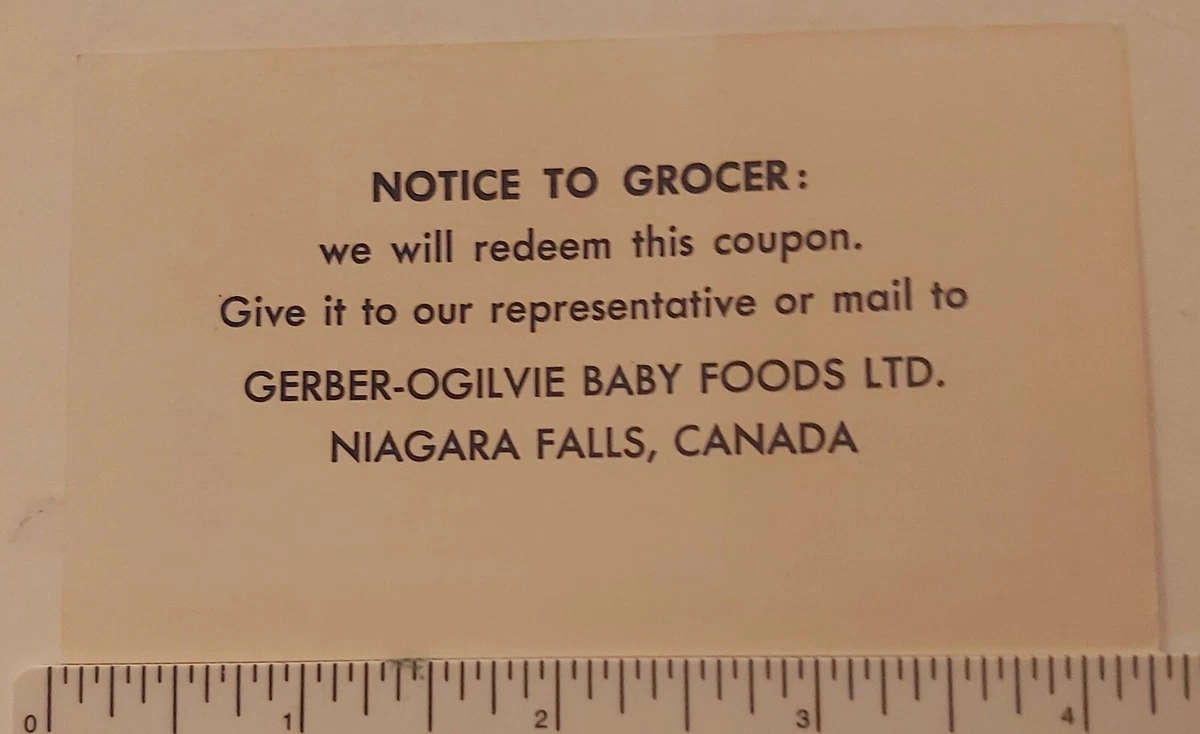 NOTICE TO GROCER:
we will redeem this coupon.
Give it to our representative or mail to
GERBER-OGILVIE BABY FOODS LTD.
NIAGARA FALLS, CANADA
0 1 2 3 4